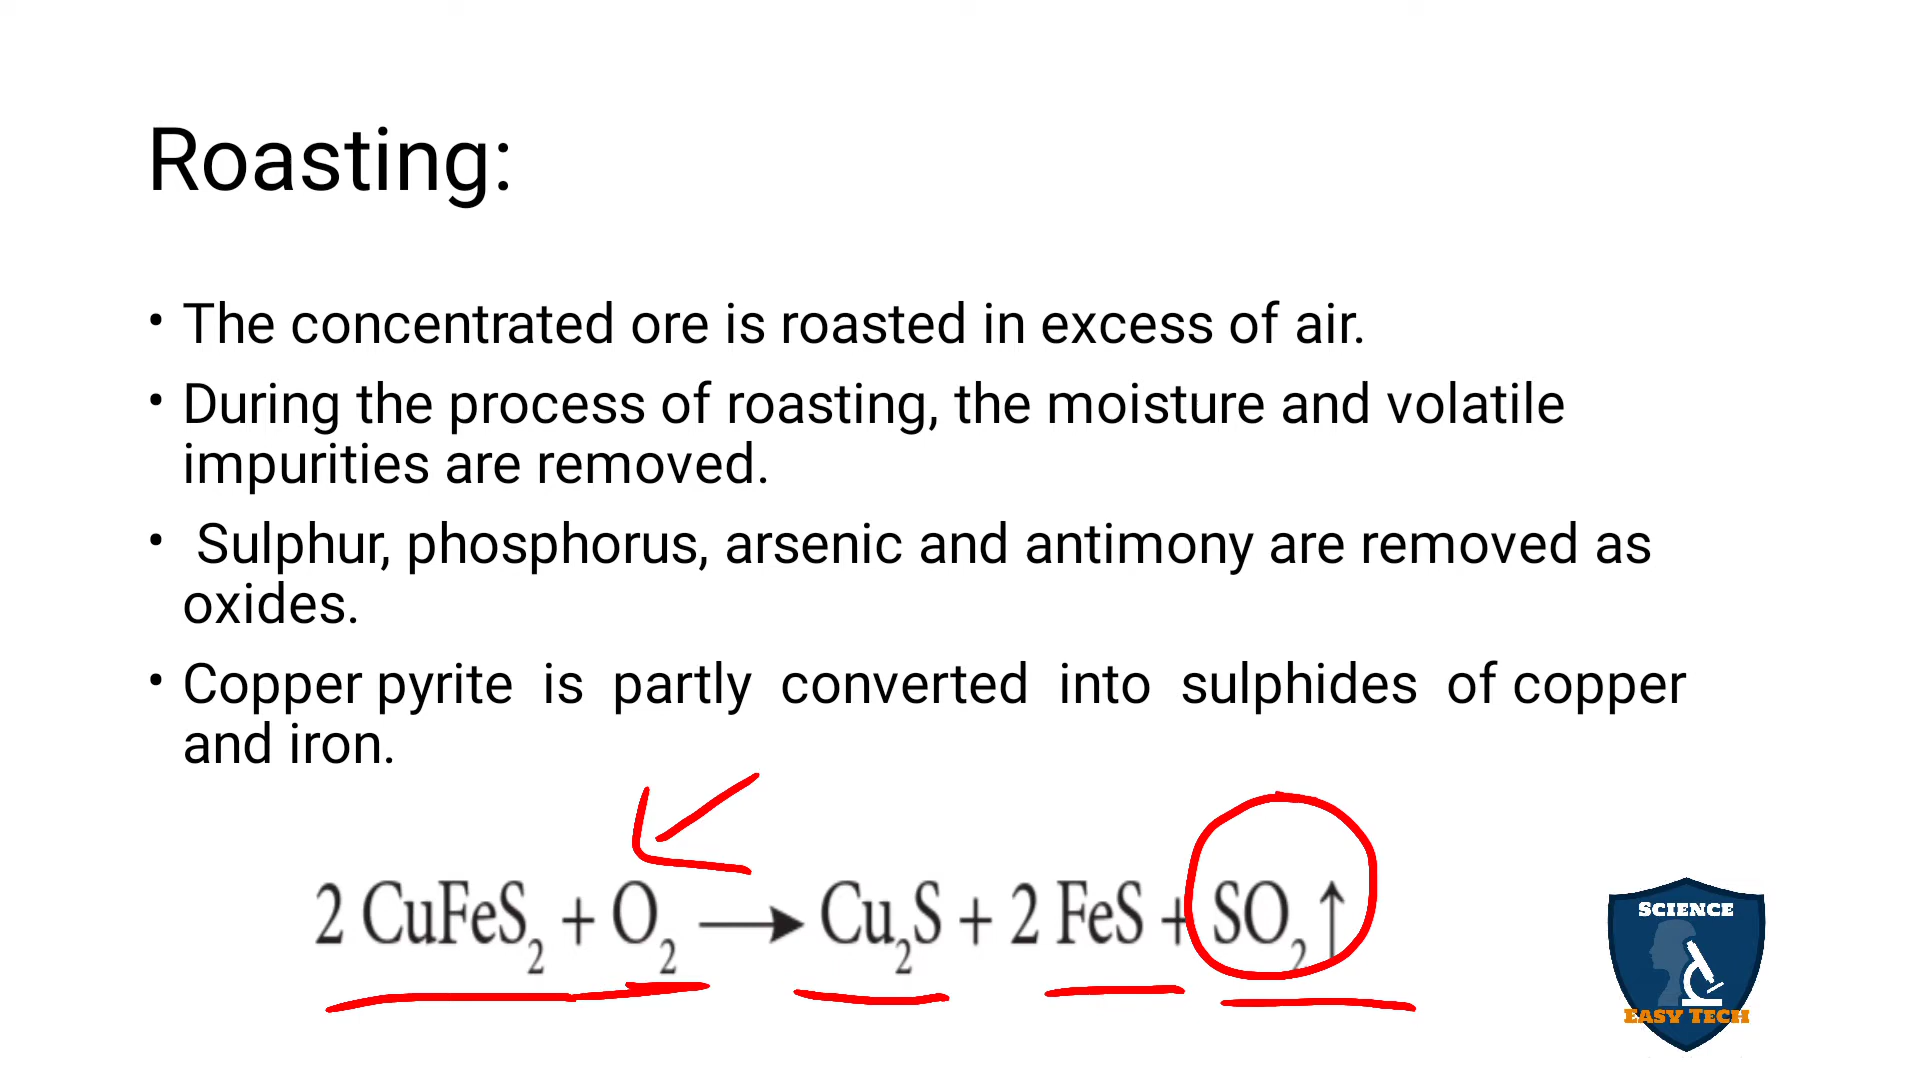 Roasting:
• The concentrated ore is roasted in excess of air.
• During the process of roasting, the moisture and volatile
impurities are removed.
• Sulphur, phosphorus, arsenic and antimony are removed as
oxides.
• Copper pyrite is partly converted into sulphides of copper
and iron.
2 CuFeS₂ + O₂ ⟶ Cu₂S + 2 FeS + SO₂ ↑
SCIENCE
EASY TECH